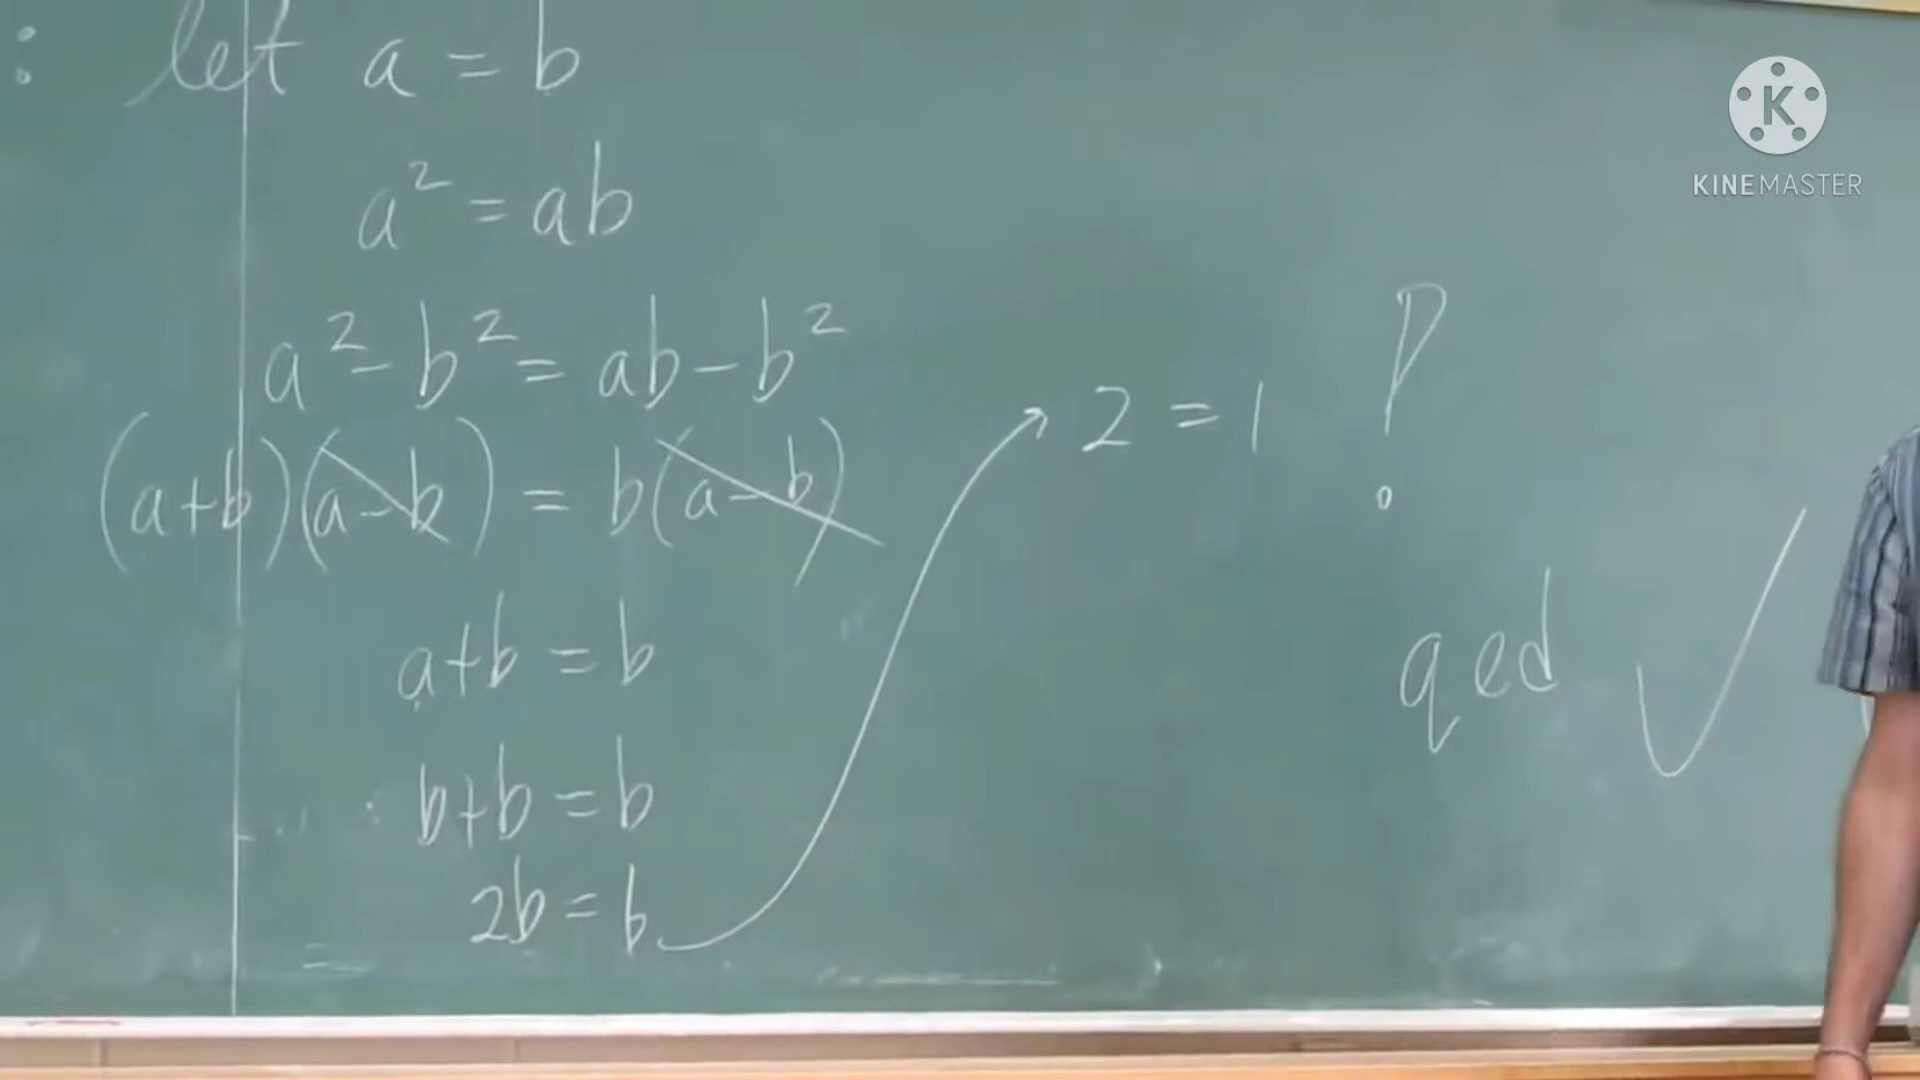 : let a = b
a² = ab
a² - b² = ab - b²
(a+b)(a-b) = b(a-b)
a+b = b
b+b = b
2b = b
2 = 1 ?
qed ✓
K
KINEMASTER